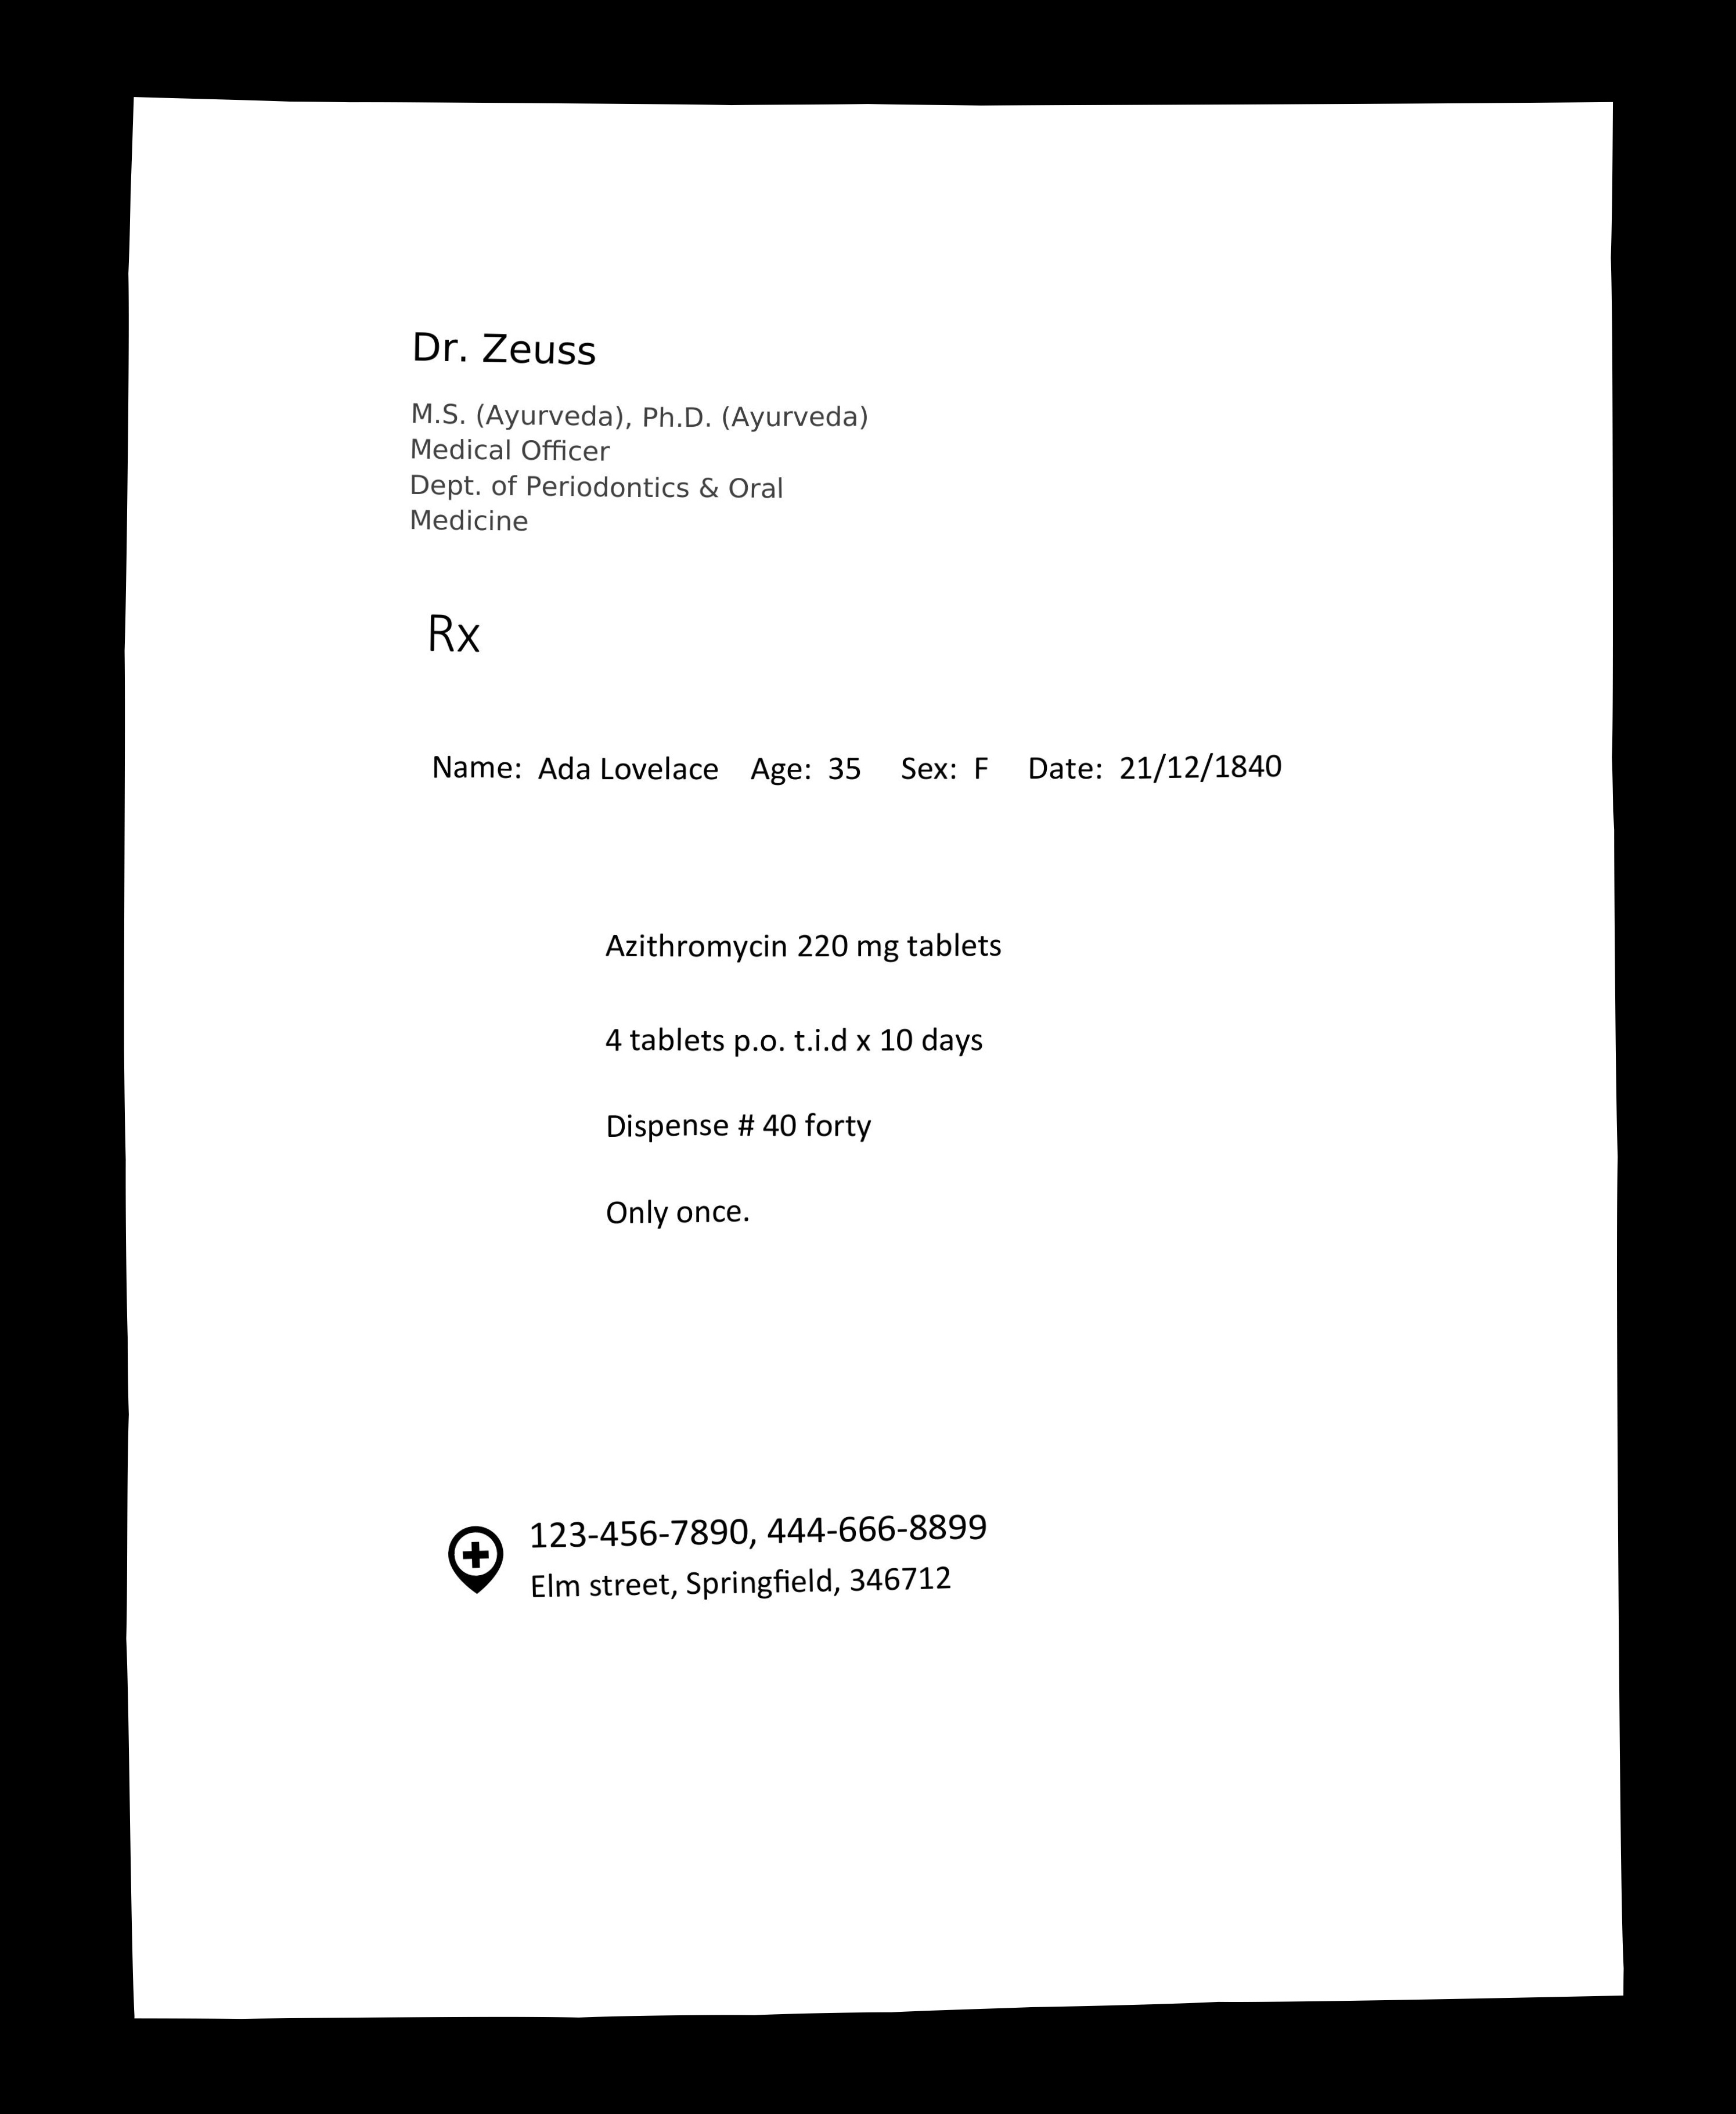 Dr. Zeuss
M.S. (Ayurveda), Ph.D. (Ayurveda)
Medical Officer
Dept. of Periodontics & Oral
Medicine
Rx
Name: Ada Lovelace Age: 35 Sex: F Date: 21/12/1840
Azithromycin 220 mg tablets
4 tablets p.o. t.i.d x 10 days
Dispense # 40 forty
Only once.
123-456-7890, 444-666-8899
Elm street, Springfield, 346712